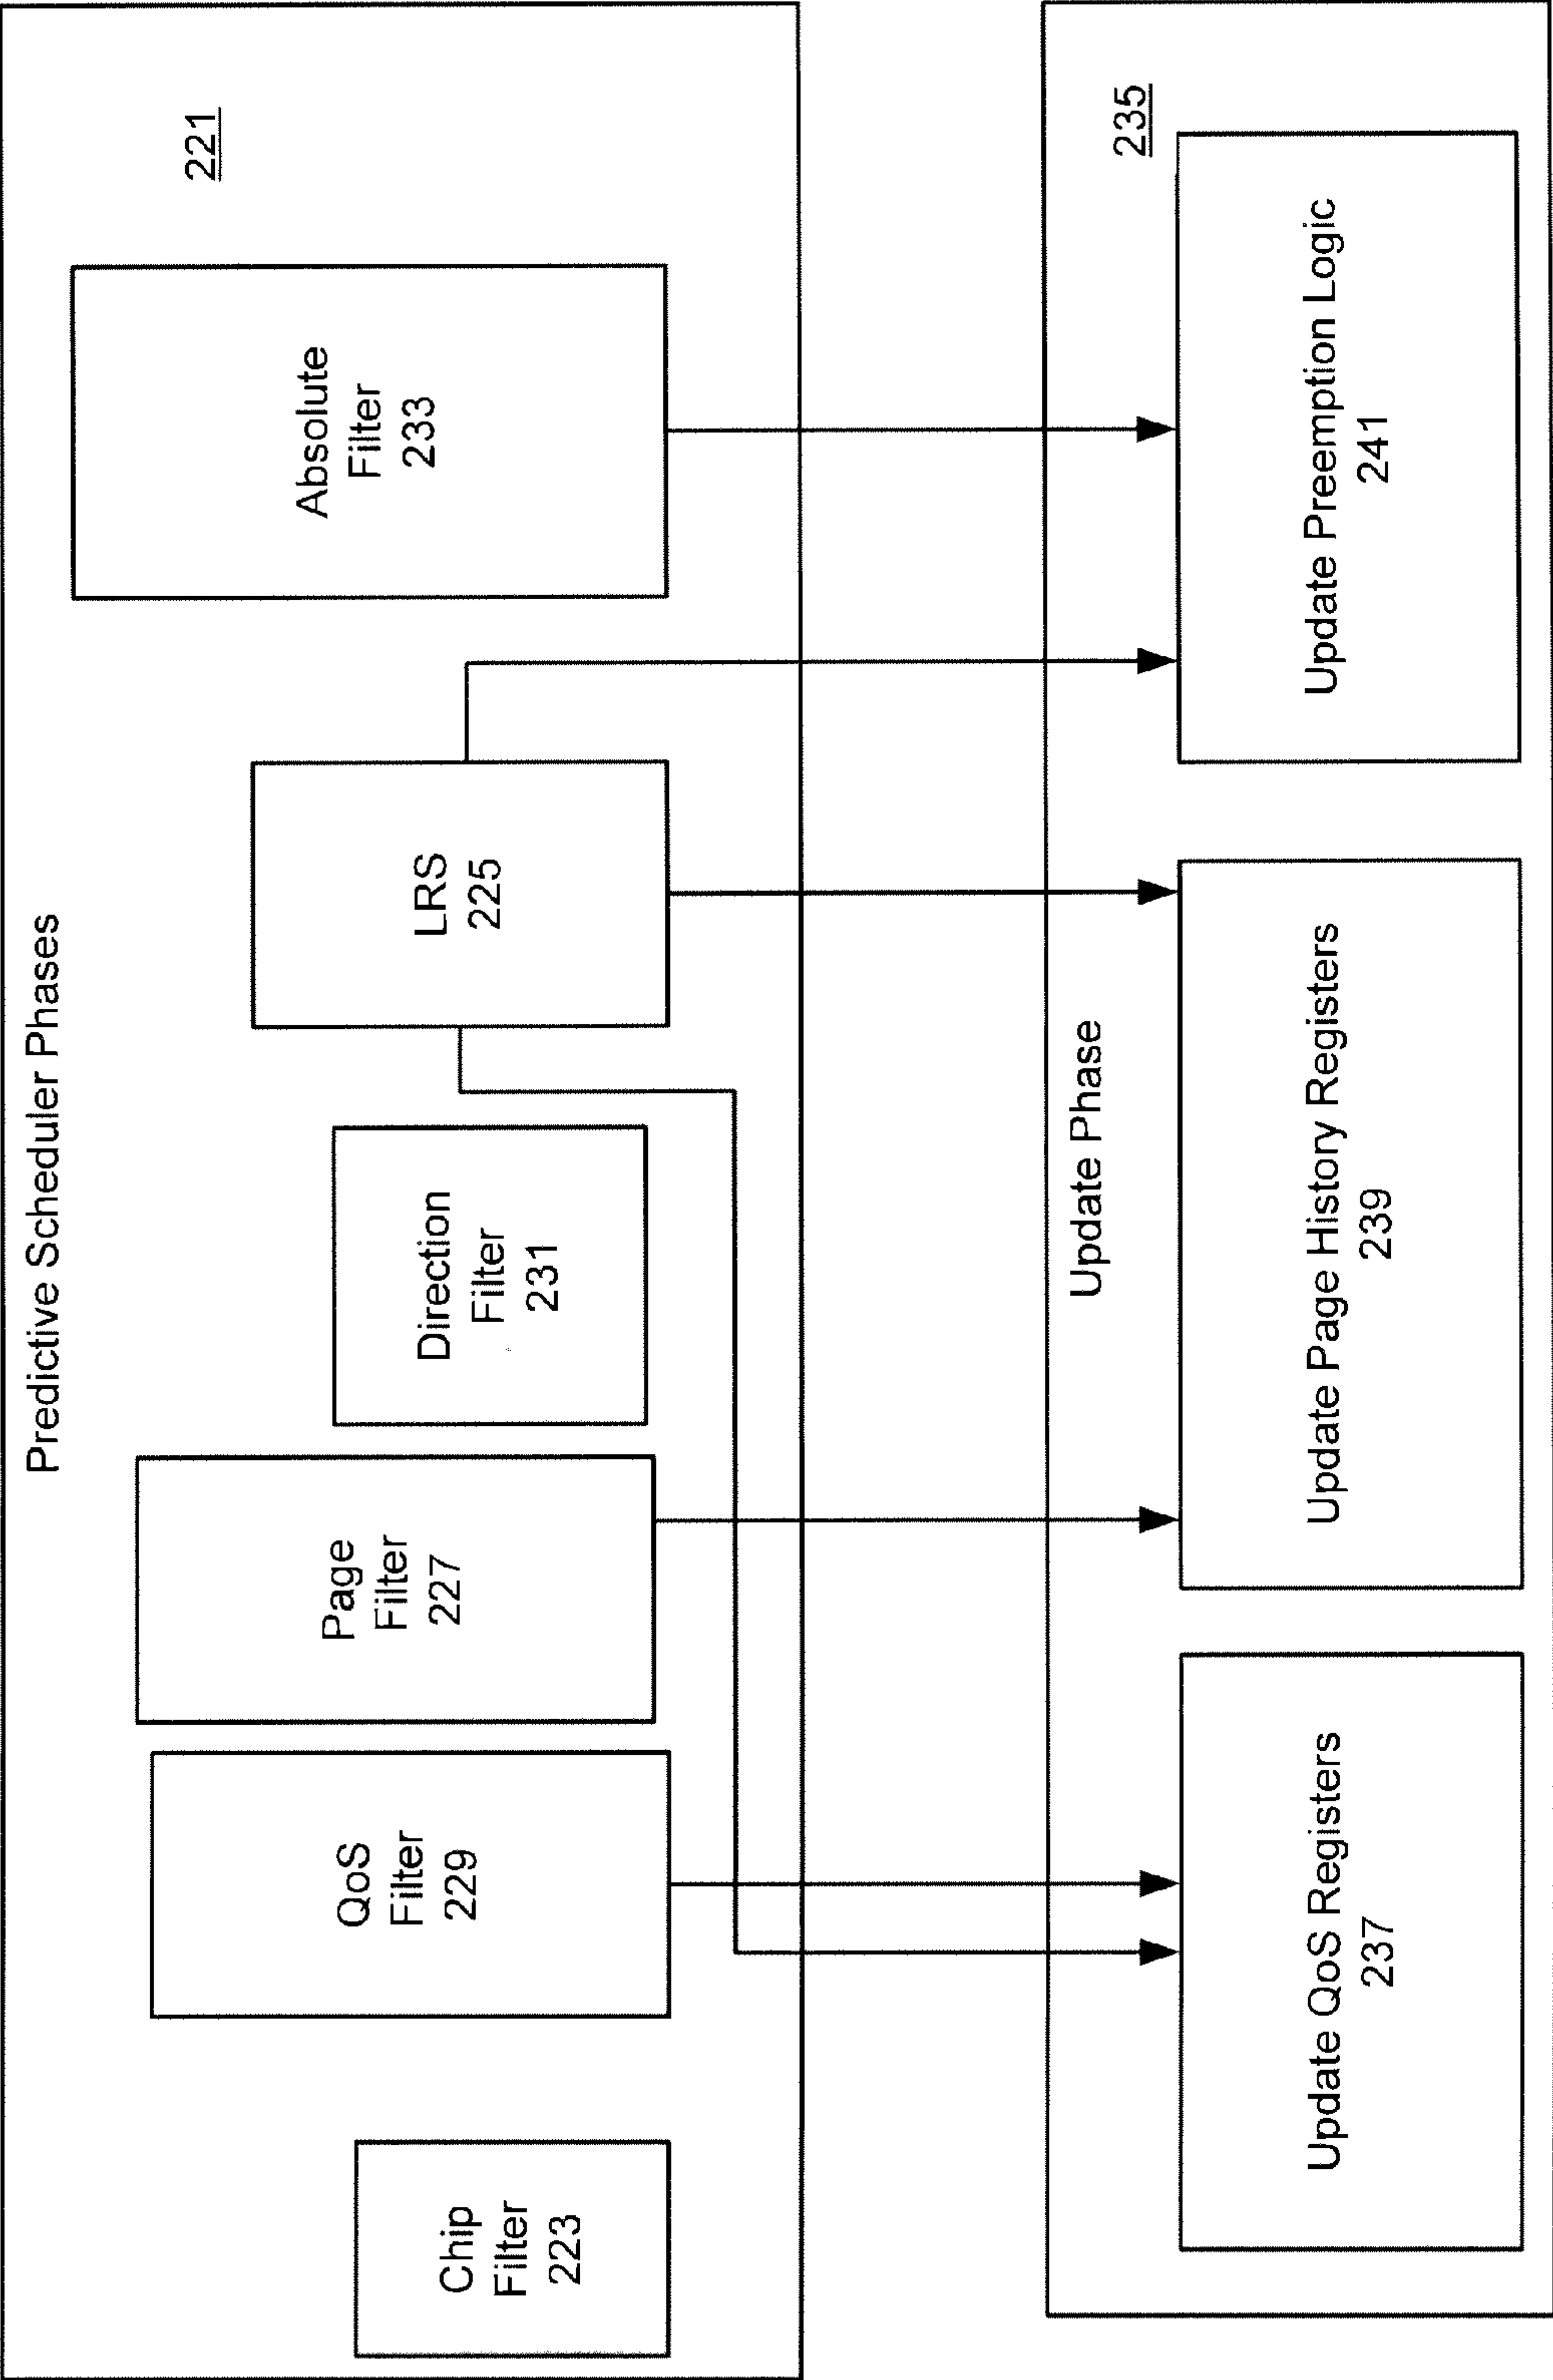 Predictive Scheduler Phases
221
Chip
Filter
223
QoS
Filter
229
Page
Filter
227
Direction
Filter
231
LRS
225
Absolute
Filter
233
Update Phase
235
Update QoS Registers
237
Update Page History Registers
239
Update Preemption Logic
241